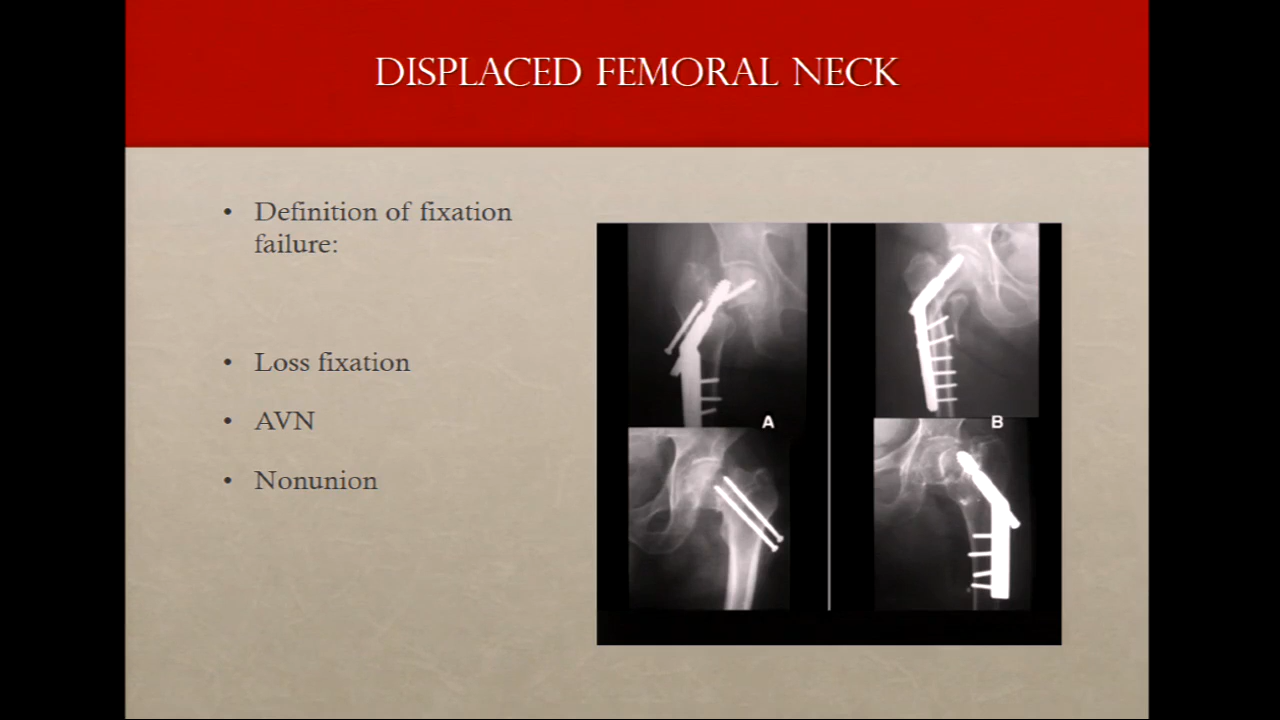 DISPLACED FEMORAL NECK
• Definition of fixation
failure:
• Loss fixation
• AVN
• Nonunion
A
B